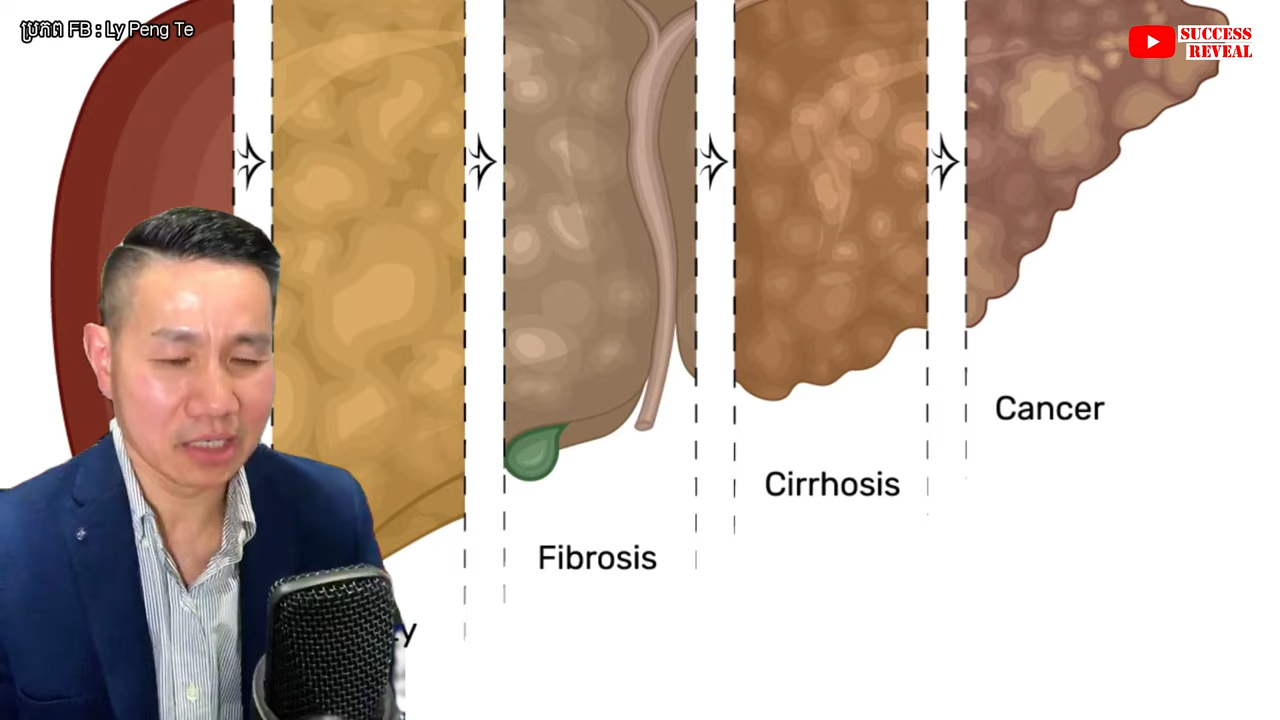 ប្រភព FB : Ly Peng Te
SUCCESS
REVEAL
Cancer
Cirrhosis
Fibrosis